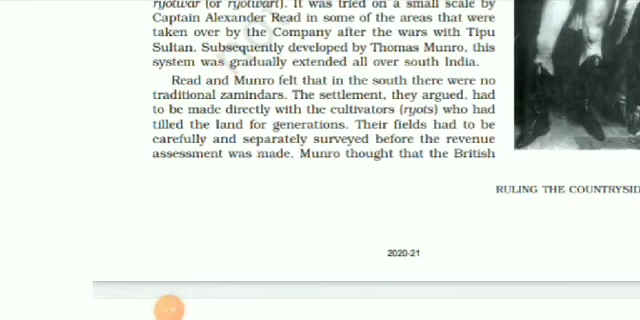 ryotwar (or ryotwari). It was tried on a small scale by
Captain Alexander Read in some of the areas that were
taken over by the Company after the wars with Tipu
Sultan. Subsequently developed by Thomas Munro, this
system was gradually extended all over south India.
Read and Munro felt that in the south there were no
traditional zamindars. The settlement, they argued, had
to be made directly with the cultivators (ryots) who had
tilled the land for generations. Their fields had to be
carefully and separately surveyed before the revenue
assessment was made. Munro thought that the British
RULING THE COUNTRYSID
2020-21